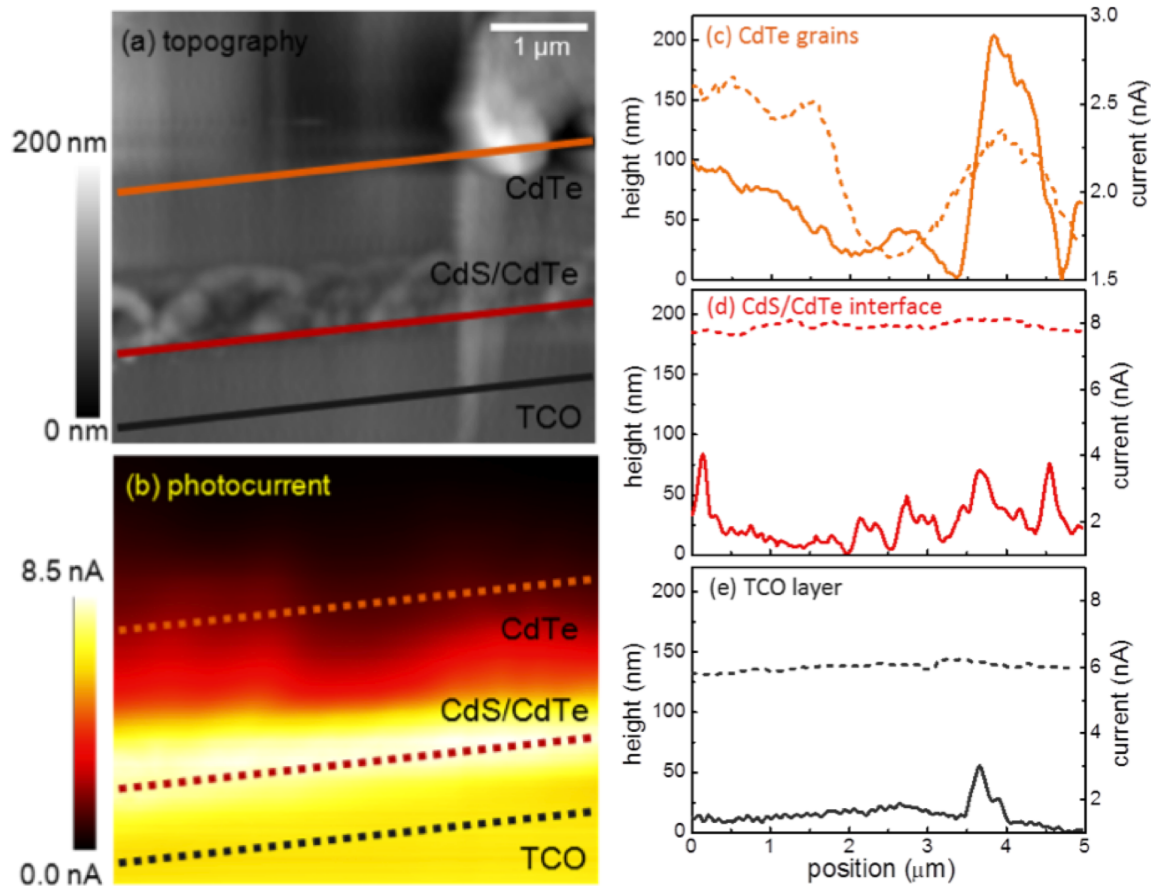 (a) topography
1 µm
200 nm
0 nm
CdTe
CdS/CdTe
TCO
(b) photocurrent
8.5 nA
0.0 nA
CdTe
CdS/CdTe
TCO
(c) CdTe grains
height (nm)
200
150
100
50
0
current (nA)
3.0
2.5
2.0
1.5
(d) CdS/CdTe interface
height (nm)
200
150
100
50
0
current (nA)
8
6
4
2
(e) TCO layer
height (nm)
200
150
100
50
0
current (nA)
8
6
4
2
0 1 2 3 4 5
position (µm)